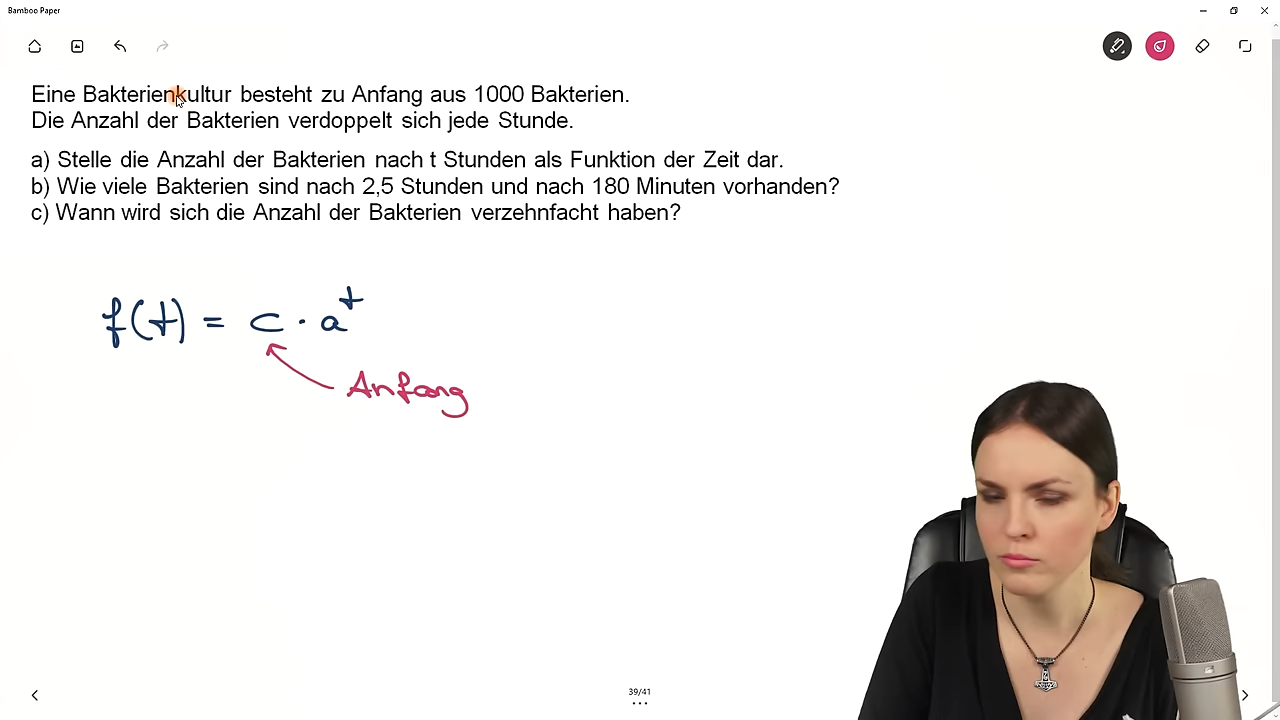 Bamboo Paper
Eine Bakterienkultur besteht zu Anfang aus 1000 Bakterien.
Die Anzahl der Bakterien verdoppelt sich jede Stunde.
a) Stelle die Anzahl der Bakterien nach t Stunden als Funktion der Zeit dar.
b) Wie viele Bakterien sind nach 2,5 Stunden und nach 180 Minuten vorhanden?
c) Wann wird sich die Anzahl der Bakterien verzehnfacht haben?
f(t) = c · a^t
Anfang
39/41